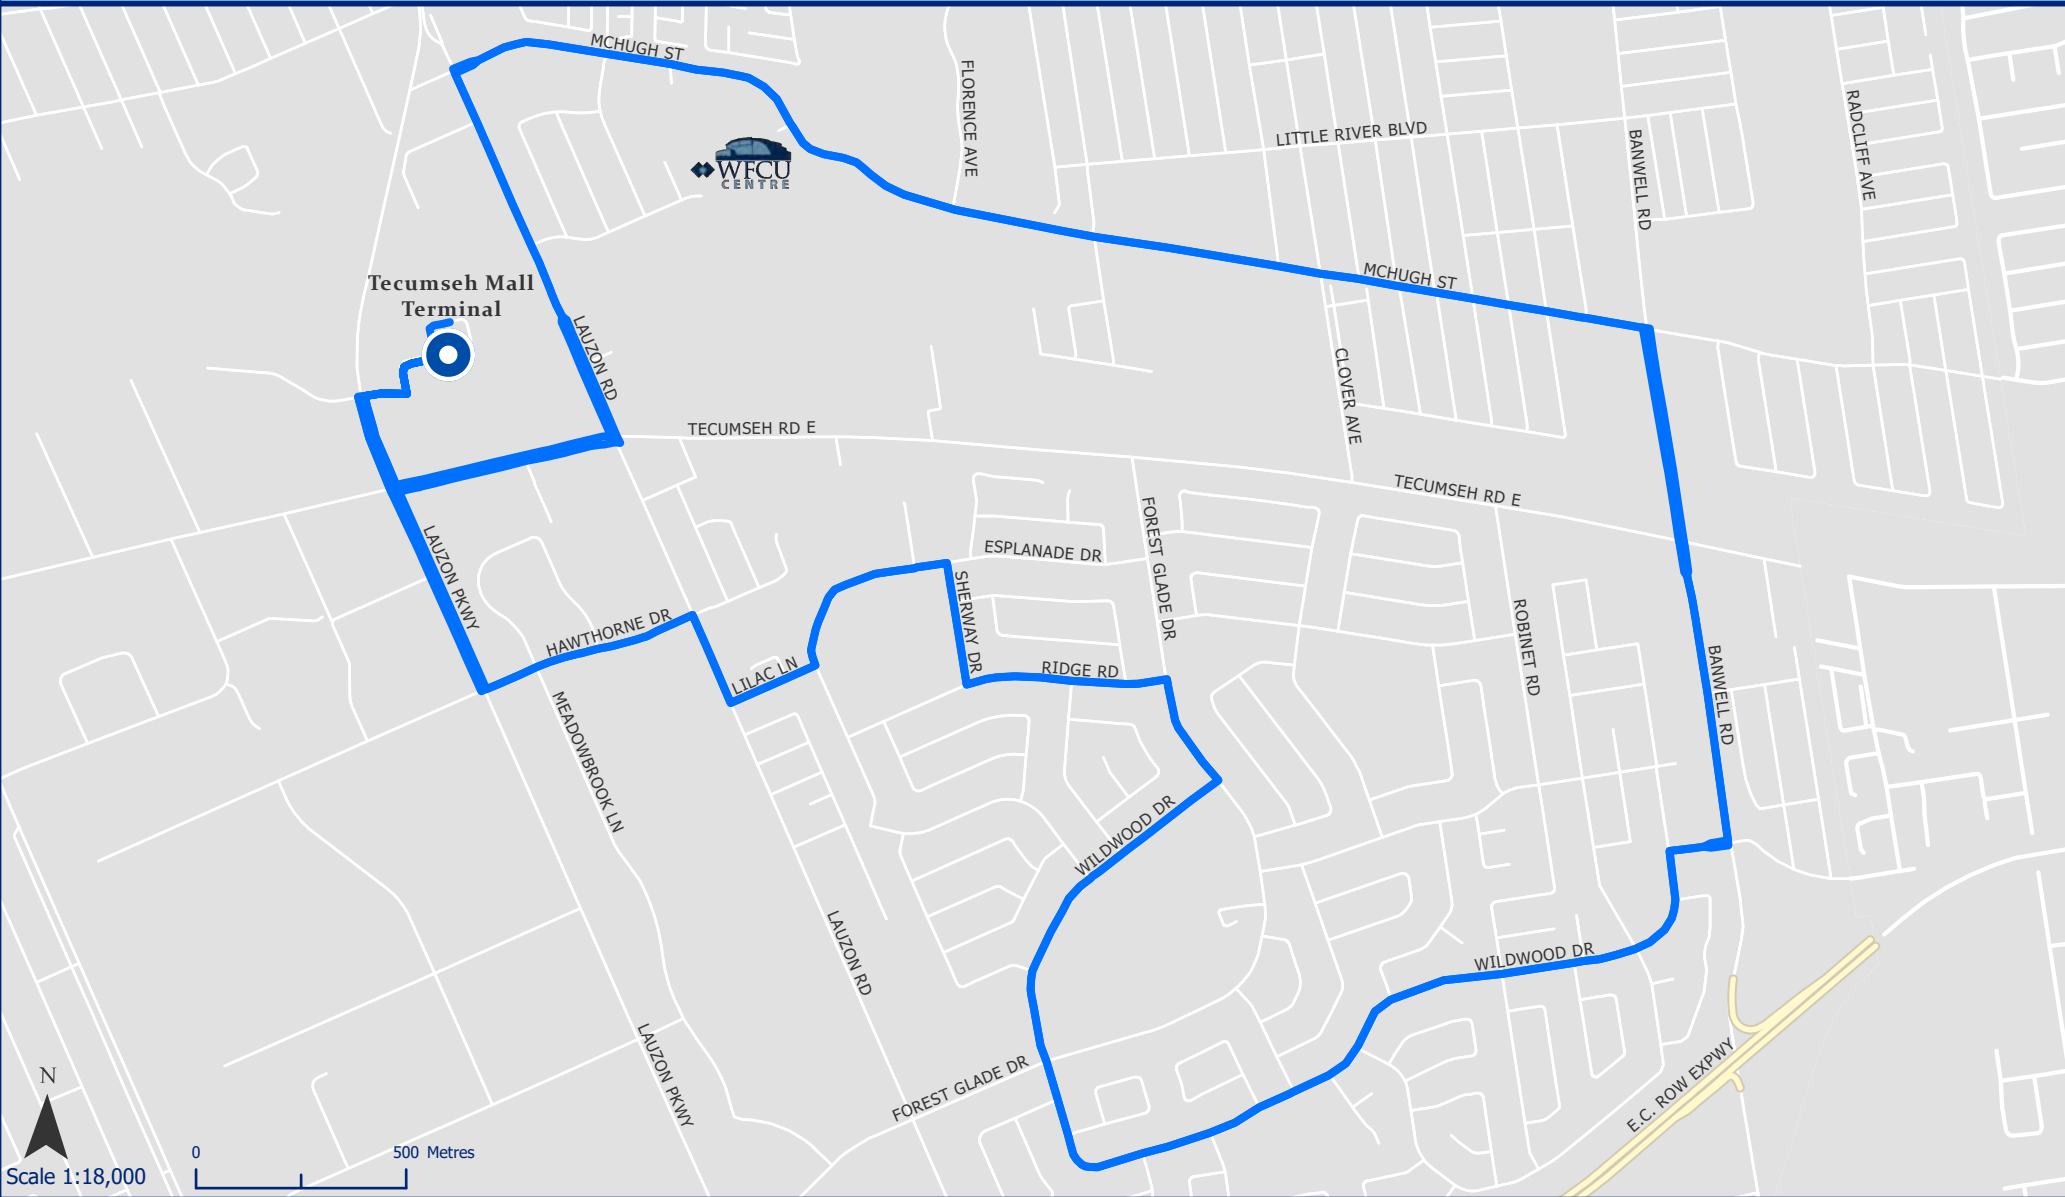 MCHUGH ST
FLORENCE AVE
LITTLE RIVER BLVD
BANWELL RD
RADCLIFF AVE
WFCU
CENTRE
Tecumseh Mall
Terminal
MCHUGH ST
LAUZON RD
CLOVER AVE
TECUMSEH RD E
TECUMSEH RD E
LAUZON PKWY
ESPLANADE DR
FOREST GLADE DR
SHERWAY DR
HAWTHORNE DR
LILAC LN
RIDGE RD
ROBINET RD
BANWELL RD
MEADOWBROOK LN
WILDWOOD DR
LAUZON RD
WILDWOOD DR
LAUZON PKWY
FOREST GLADE DR
E.C. ROW EXPWY
N
0
500 Metres
Scale 1:18,000